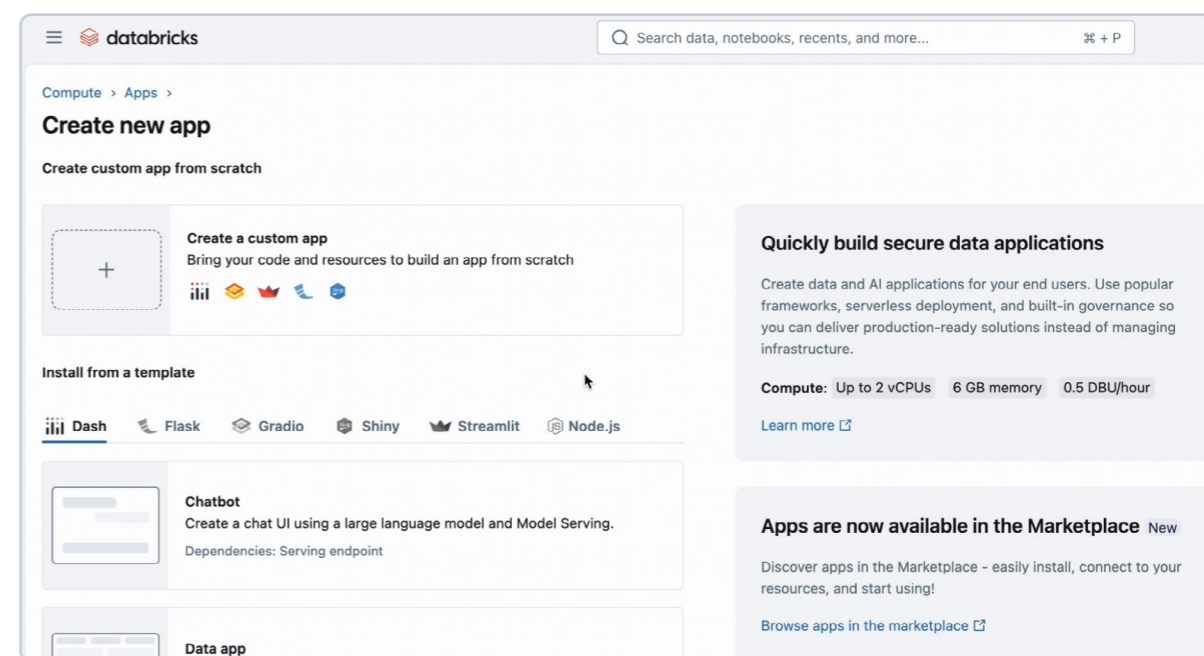 databricks
Search data, notebooks, recents, and more...
⌘ + P
Compute › Apps ›
Create new app
Create custom app from scratch
Create a custom app
Bring your code and resources to build an app from scratch
Install from a template
Dash Flask Gradio Shiny Streamlit Node.js
Chatbot
Create a chat UI using a large language model and Model Serving.
Dependencies: Serving endpoint
Data app
Quickly build secure data applications
Create data and AI applications for your end users. Use popular
frameworks, serverless deployment, and built-in governance so
you can deliver production-ready solutions instead of managing
infrastructure.
Compute: Up to 2 vCPUs 6 GB memory 0.5 DBU/hour
Learn more
Apps are now available in the Marketplace New
Discover apps in the Marketplace - easily install, connect to your
resources, and start using!
Browse apps in the marketplace